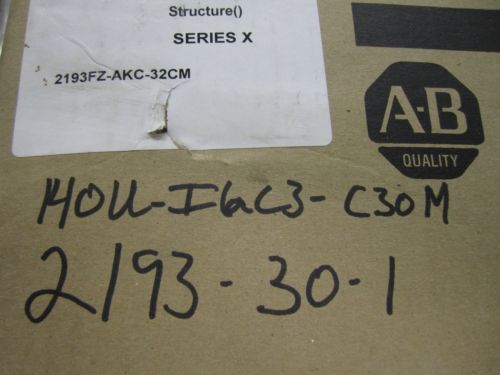 Structure()
SERIES X
2193FZ-AKC-32CM
A-B
QUALITY
140U-I6C3-C30M
2193-30-1